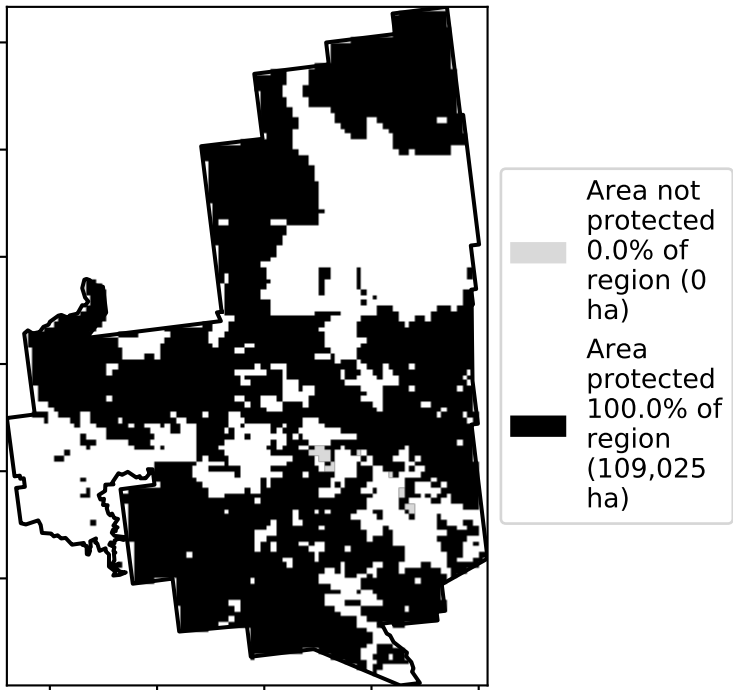 Area not
protected
0.0% of
region (0
ha)
Area
protected
100.0% of
region
(109,025
ha)